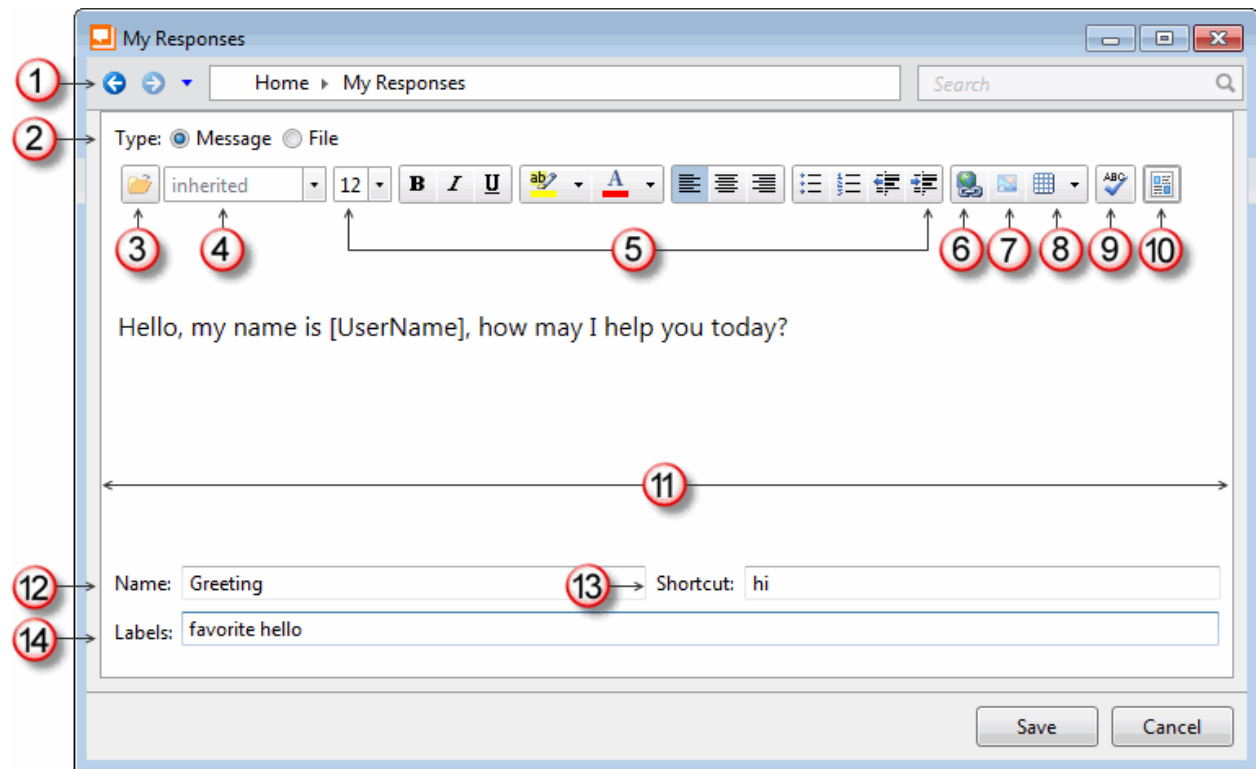 My Responses
1
Home ▸ My Responses
Search
2
Type: Message File
inherited 12 B I U ab A ABC
3 4 5 6 7 8 9 10
Hello, my name is [UserName], how may I help you today?
11
12 Name: Greeting 13 Shortcut: hi
14 Labels: favorite hello
Save Cancel